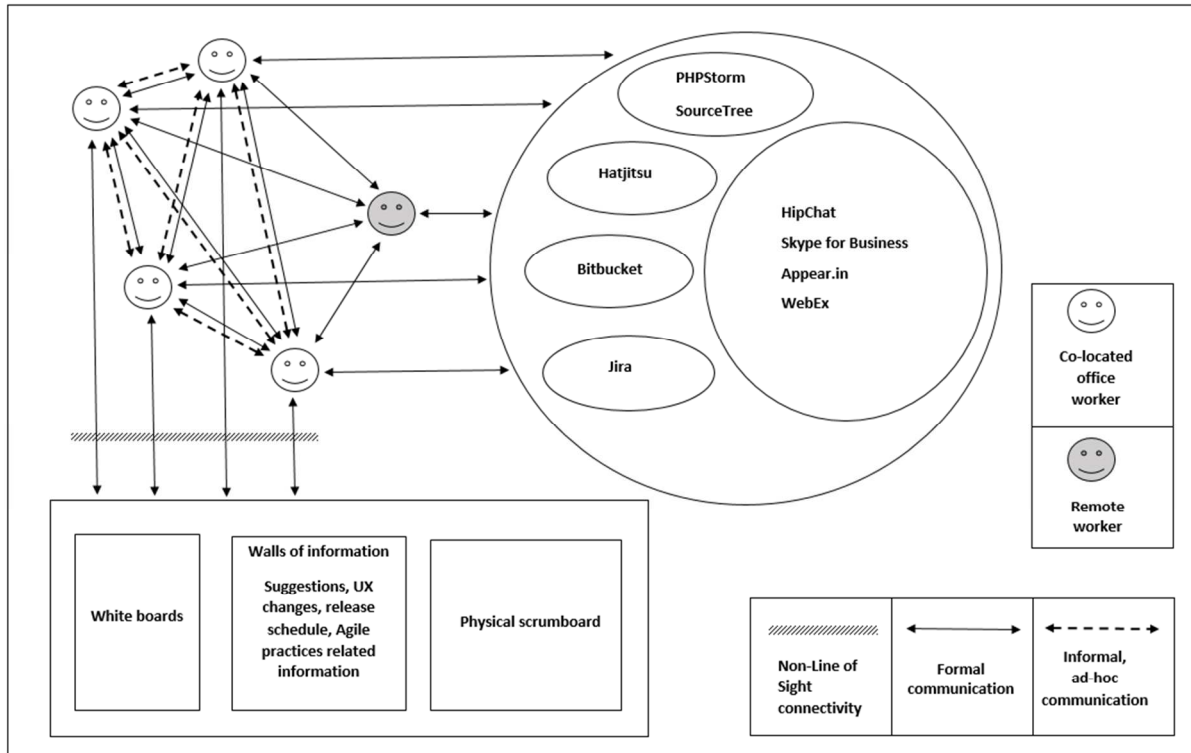 PHPStorm
SourceTree
Hatjitsu
HipChat
Skype for Business
Bitbucket
Appear.in
WebEx
Jira
Co-located
office
worker
Remote
worker
White boards
Walls of information
Suggestions, UX
changes, release
schedule, Agile
practices related
information
Physical scrumboard
Non-Line of
Sight
connectivity
Formal
communication
Informal,
ad-hoc
communication